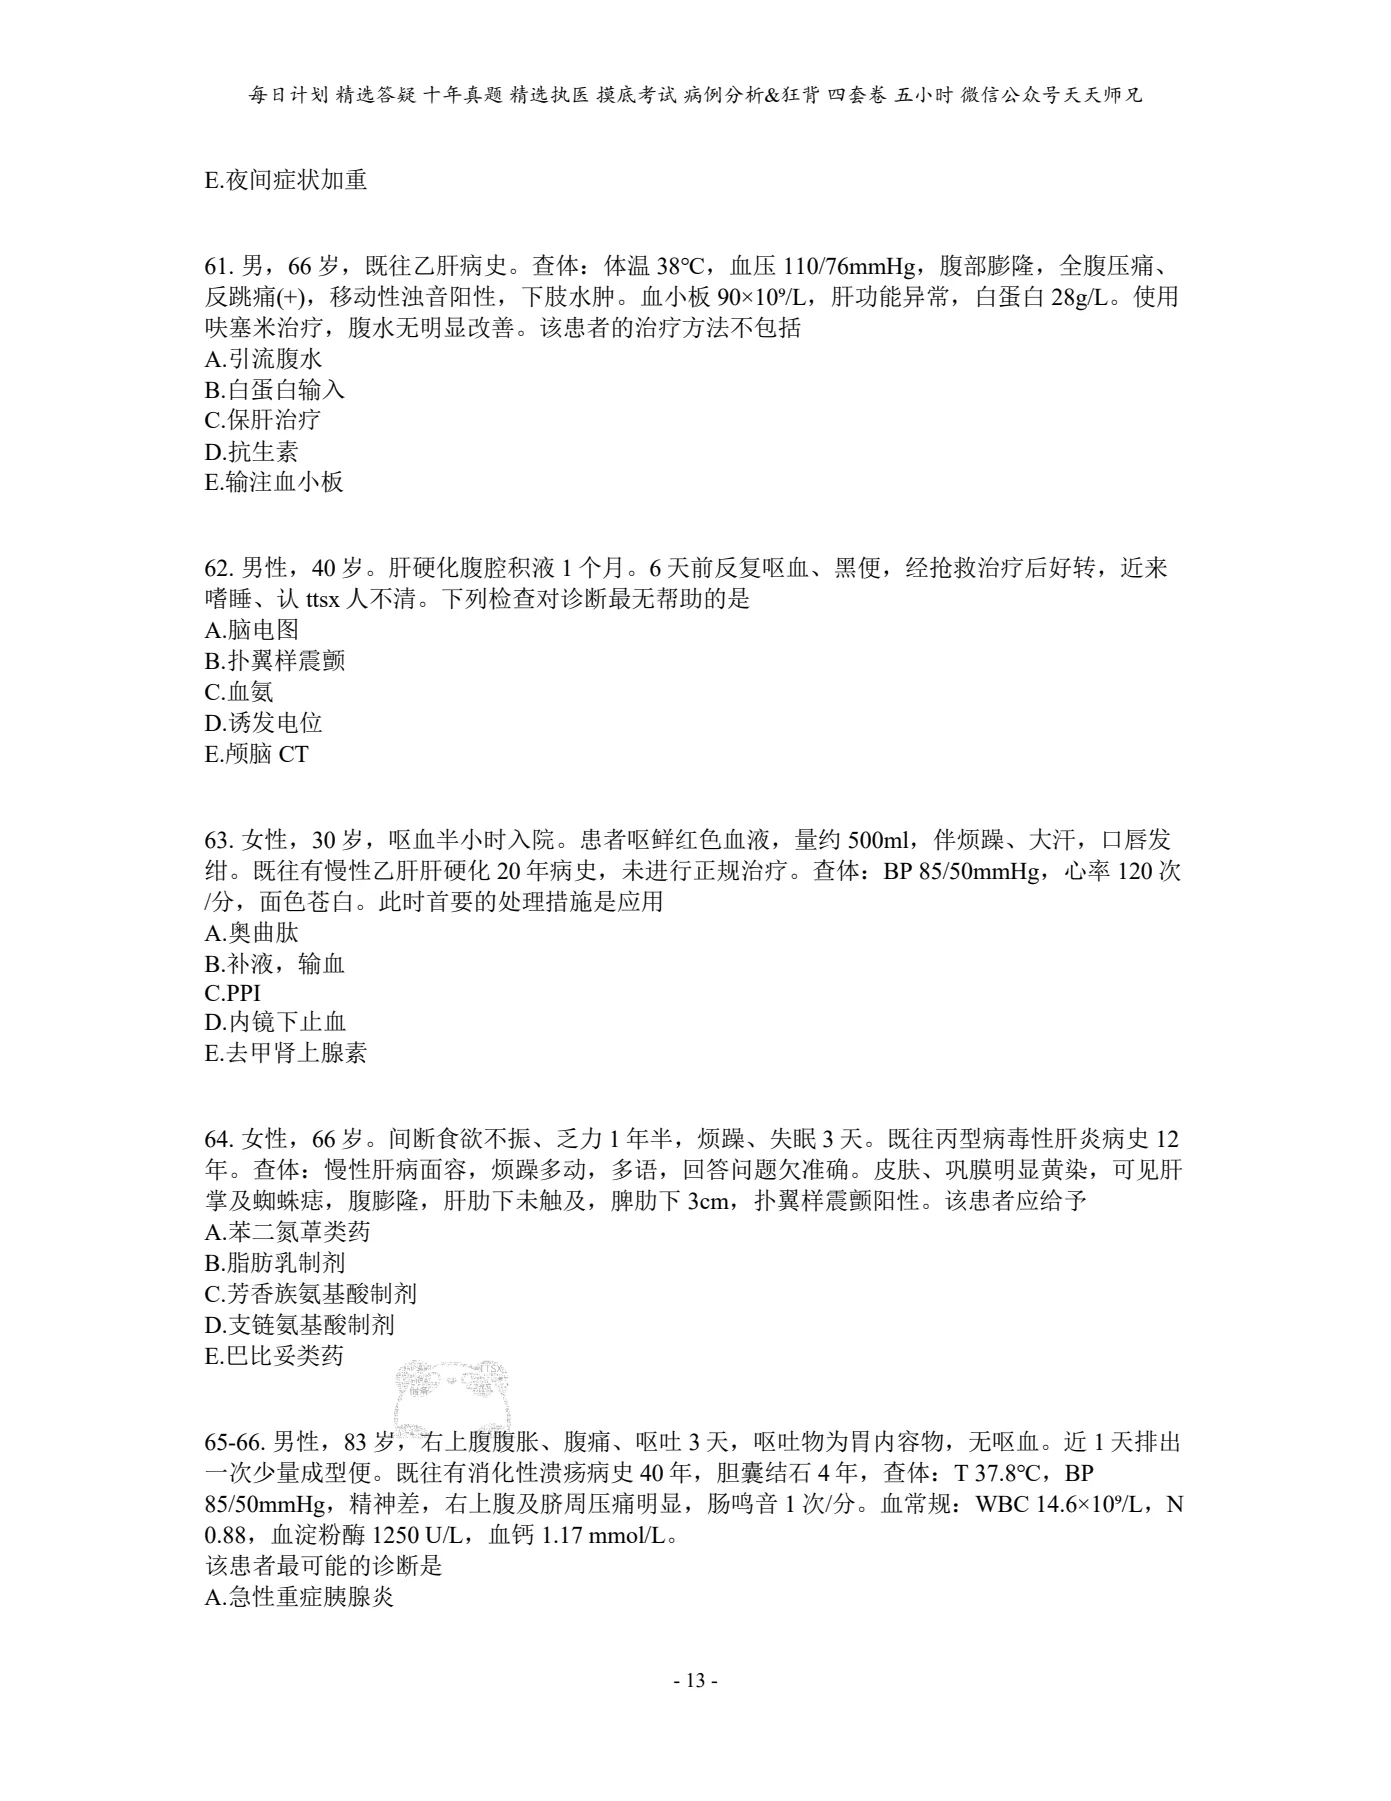 每日计划 精选答疑 十年真题 精选执医 摸底考试 病例分析&狂背 四套卷 五小时 微信公众号天天师兄
E.夜间症状加重
61. 男，66 岁，既往乙肝病史。查体：体温 38℃，血压 110/76mmHg，腹部膨隆，全腹压痛、
反跳痛(+)，移动性浊音阳性，下肢水肿。血小板 90×10⁹/L，肝功能异常，白蛋白 28g/L。使用
呋塞米治疗，腹水无明显改善。该患者的治疗方法不包括
A.引流腹水
B.白蛋白输入
C.保肝治疗
D.抗生素
E.输注血小板
62. 男性，40 岁。肝硬化腹腔积液 1 个月。6 天前反复呕血、黑便，经抢救治疗后好转，近来
嗜睡、认 ttsx 人不清。下列检查对诊断最无帮助的是
A.脑电图
B.扑翼样震颤
C.血氨
D.诱发电位
E.颅脑 CT
63. 女性，30 岁，呕血半小时入院。患者呕鲜红色血液，量约 500ml，伴烦躁、大汗，口唇发
绀。既往有慢性乙肝肝硬化 20 年病史，未进行正规治疗。查体：BP 85/50mmHg，心率 120 次
/分，面色苍白。此时首要的处理措施是应用
A.奥曲肽
B.补液，输血
C.PPI
D.内镜下止血
E.去甲肾上腺素
64. 女性，66 岁。间断食欲不振、乏力 1 年半，烦躁、失眠 3 天。既往丙型病毒性肝炎病史 12
年。查体：慢性肝病面容，烦躁多动，多语，回答问题欠准确。皮肤、巩膜明显黄染，可见肝
掌及蜘蛛痣，腹膨隆，肝肋下未触及，脾肋下 3cm，扑翼样震颤阳性。该患者应给予
A.苯二氮䓬类药
B.脂肪乳制剂
C.芳香族氨基酸制剂
D.支链氨基酸制剂
E.巴比妥类药
65-66. 男性，83 岁，右上腹腹胀、腹痛、呕吐 3 天，呕吐物为胃内容物，无呕血。近 1 天排出
一次少量成型便。既往有消化性溃疡病史 40 年，胆囊结石 4 年，查体：T 37.8℃，BP
85/50mmHg，精神差，右上腹及脐周压痛明显，肠鸣音 1 次/分。血常规：WBC 14.6×10⁹/L，N
0.88，血淀粉酶 1250 U/L，血钙 1.17 mmol/L。
该患者最可能的诊断是
A.急性重症胰腺炎
- 13 -